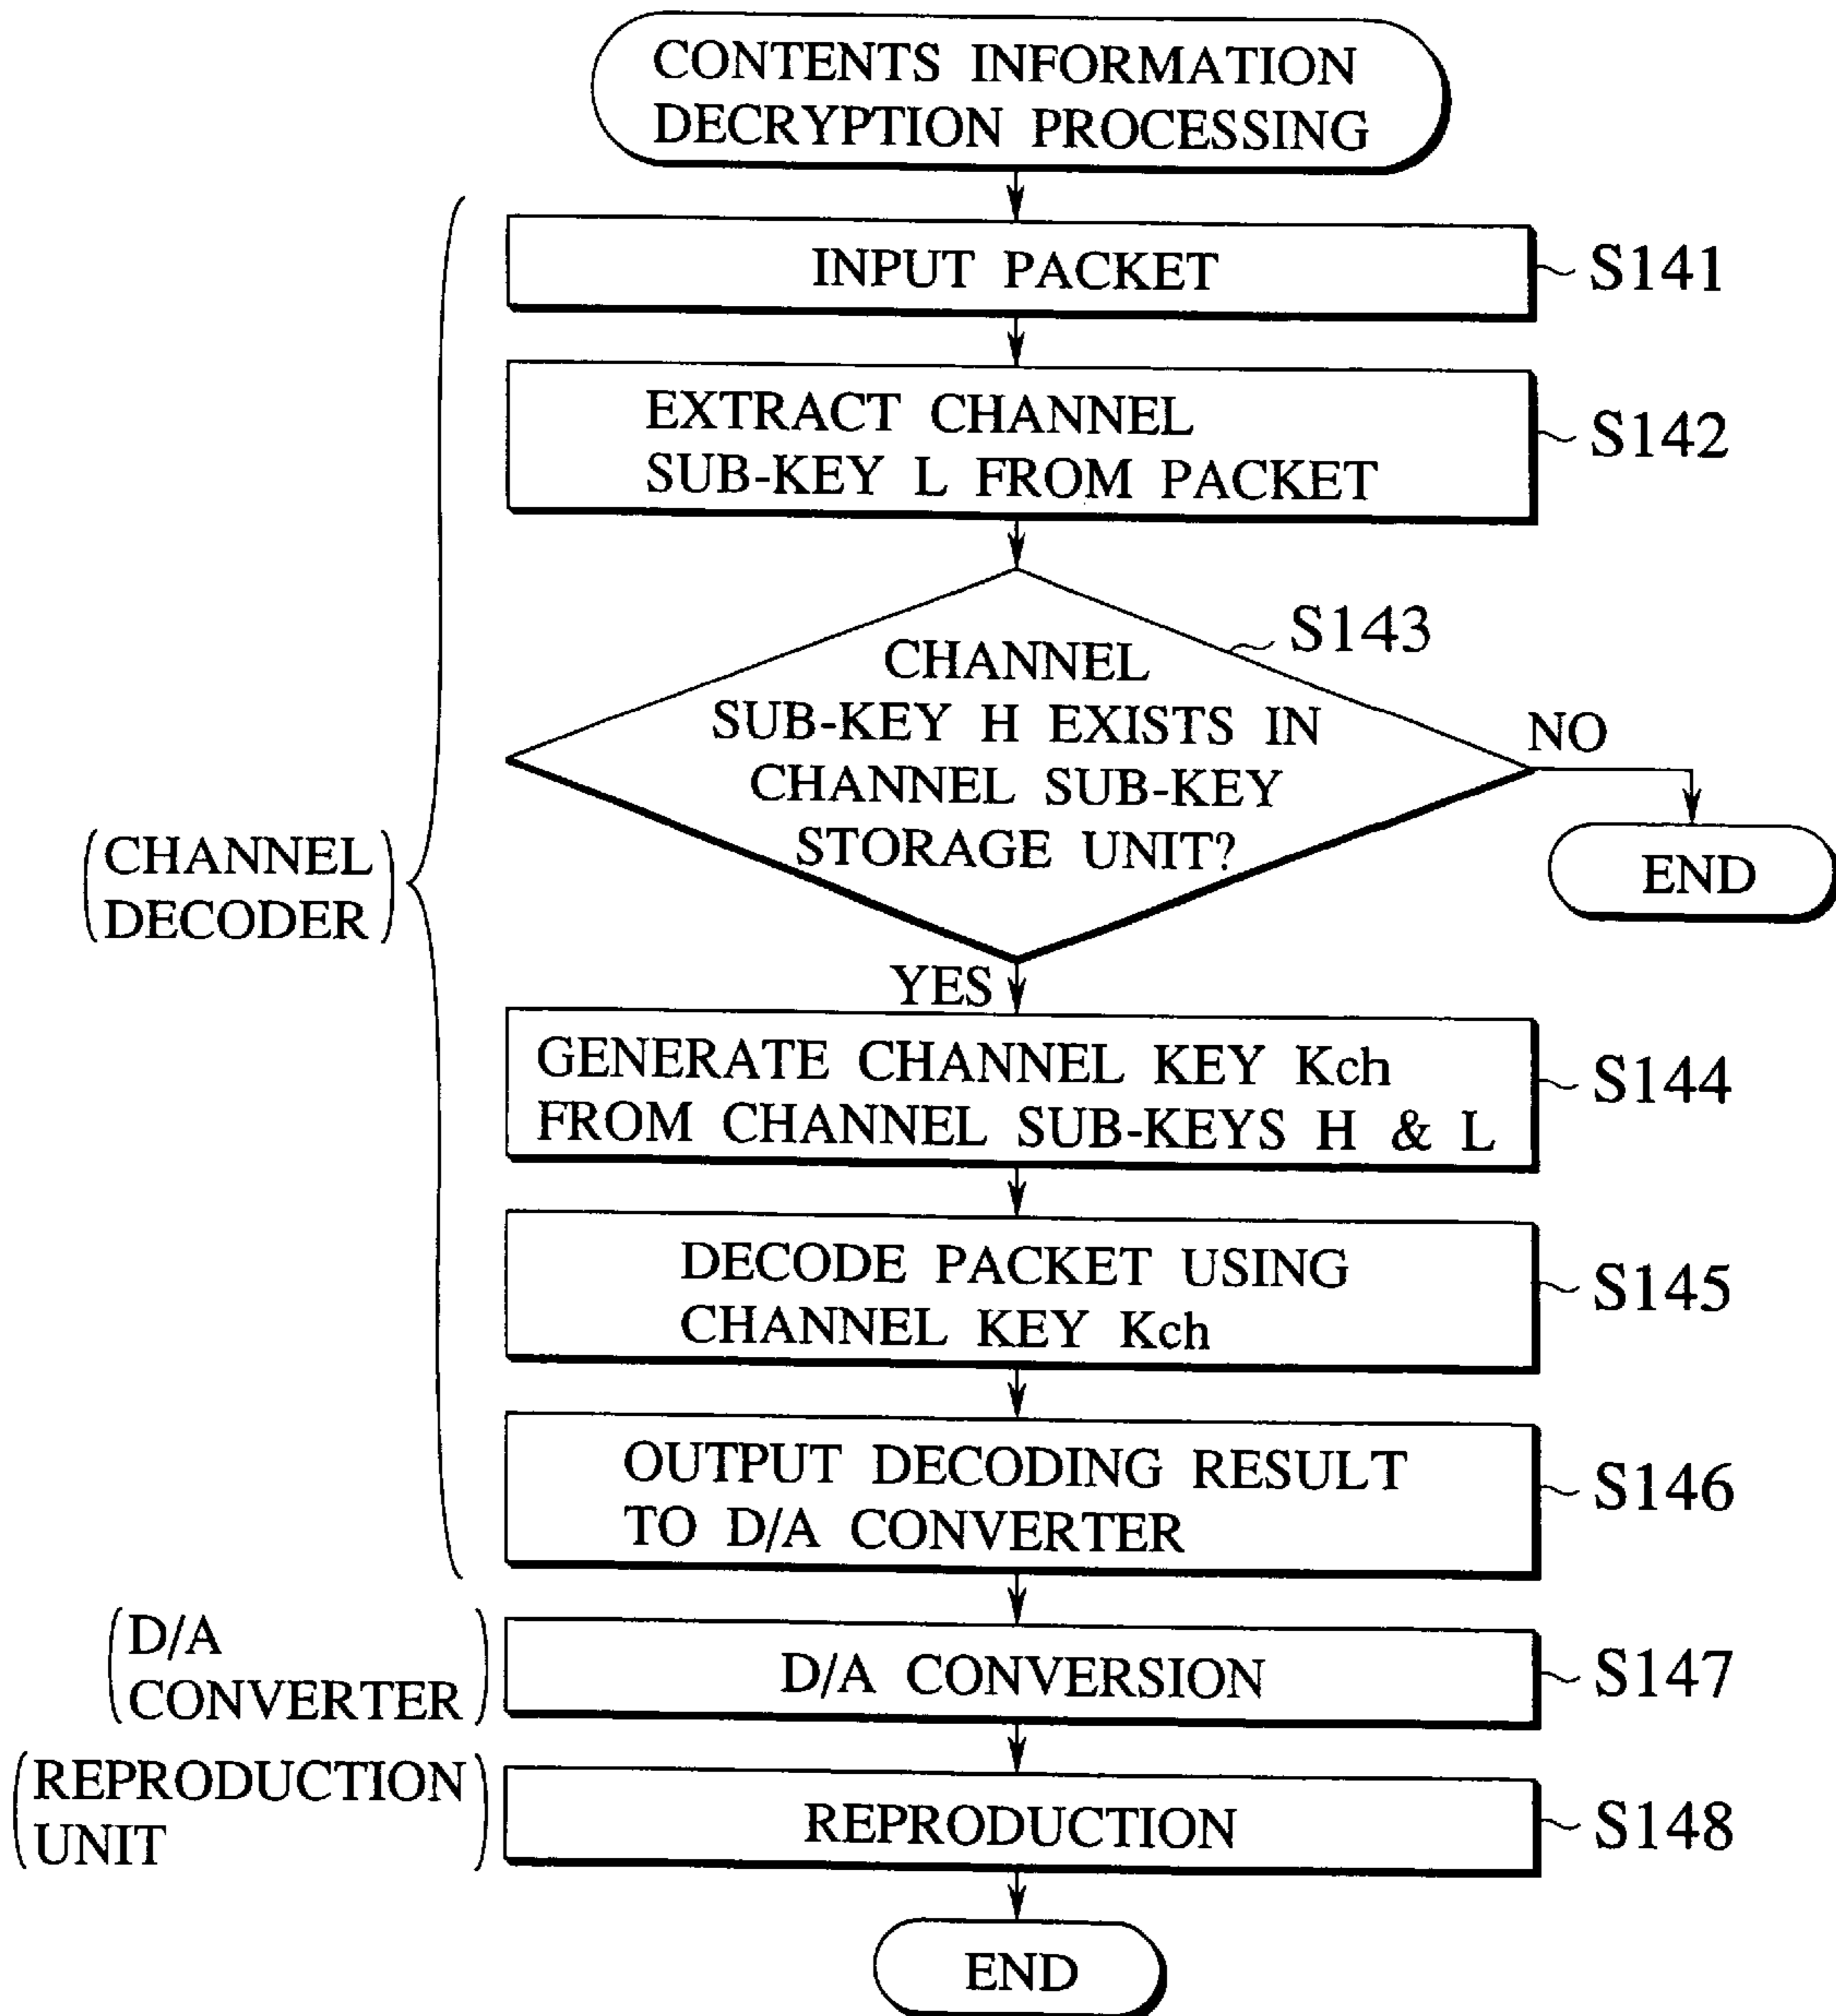 CONTENTS INFORMATION
DECRYPTION PROCESSING
INPUT PACKET
S141
EXTRACT CHANNEL
SUB-KEY L FROM PACKET
S142
S143
CHANNEL
SUB-KEY H EXISTS IN
CHANNEL SUB-KEY
STORAGE UNIT?
NO
END
(CHANNEL
DECODER)
YES
GENERATE CHANNEL KEY Kch
FROM CHANNEL SUB-KEYS H & L
S144
DECODE PACKET USING
CHANNEL KEY Kch
S145
OUTPUT DECODING RESULT
TO D/A CONVERTER
S146
(D/A
CONVERTER)
D/A CONVERSION
S147
(REPRODUCTION
UNIT)
REPRODUCTION
S148
END